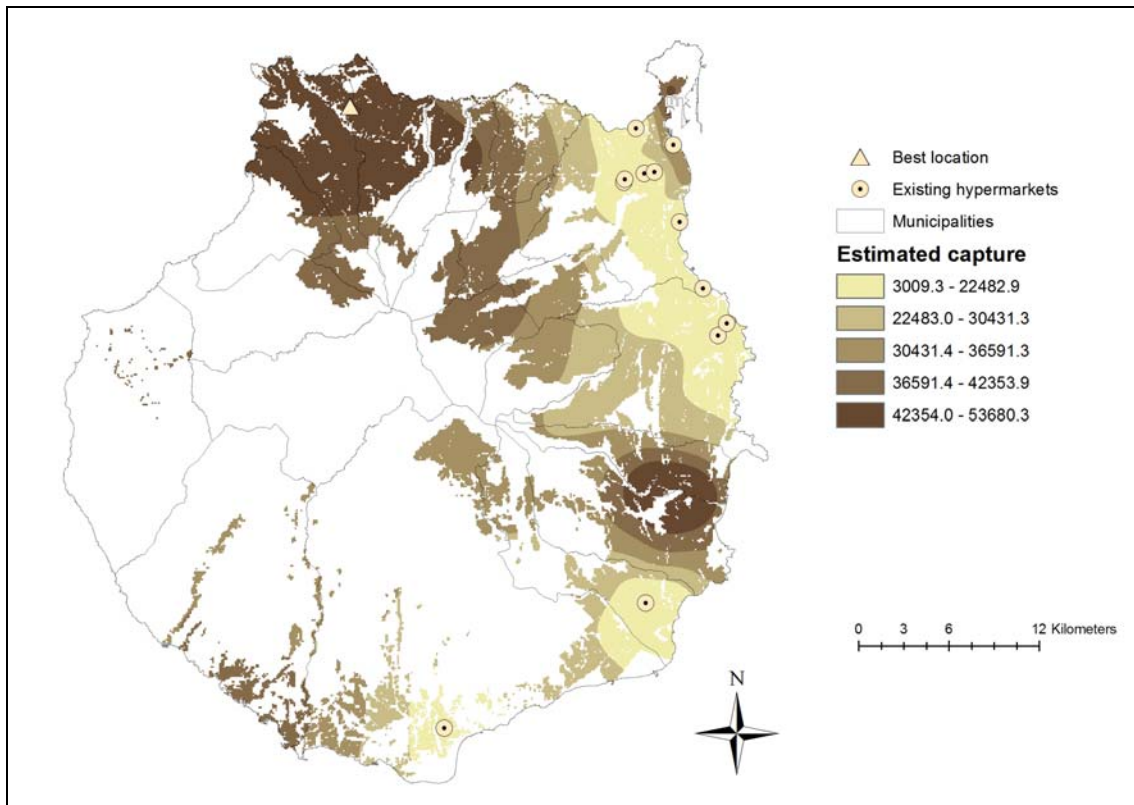 Best location
Existing hypermarkets
Municipalities
Estimated capture
3009.3 - 22482.9
22483.0 - 30431.3
30431.4 - 36591.3
36591.4 - 42353.9
42354.0 - 53680.3
0 3 6 12 Kilometers
N